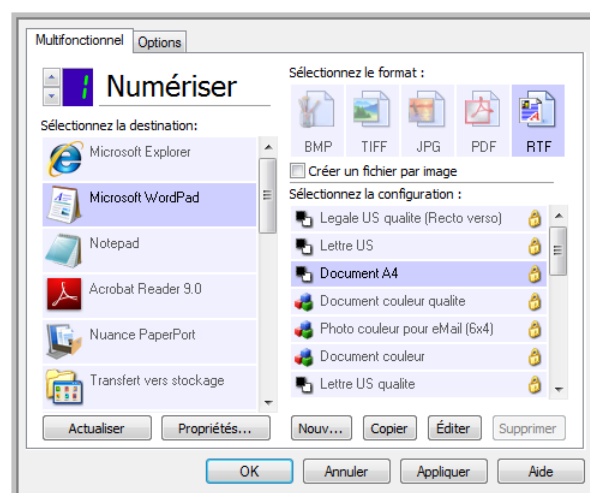 Multifonctionnel Options
1 Numériser
Sélectionnez la destination:
Microsoft Explorer
Microsoft WordPad
Notepad
Acrobat Reader 9.0
Nuance PaperPort
Transfert vers stockage
Actualiser Propriétés...
Sélectionnez le format :
BMP TIFF JPG PDF RTF
Créer un fichier par image
Sélectionnez la configuration :
Legale US qualite (Recto verso)
Lettre US
Document A4
Document couleur qualite
Photo couleur pour eMail (6x4)
Document couleur
Lettre US qualite
Nouv... Copier Éditer Supprimer
OK Annuler Appliquer Aide